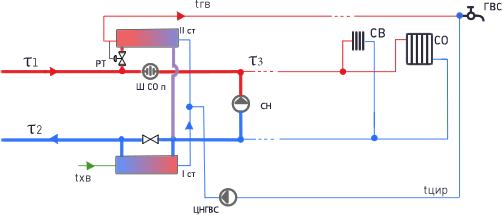 tгв
ГВС
II ст
τ1
РТ
Ш СО п
τ3
СВ
СО
СН
τ2
I ст
tхв
ЦНГВС
tцир